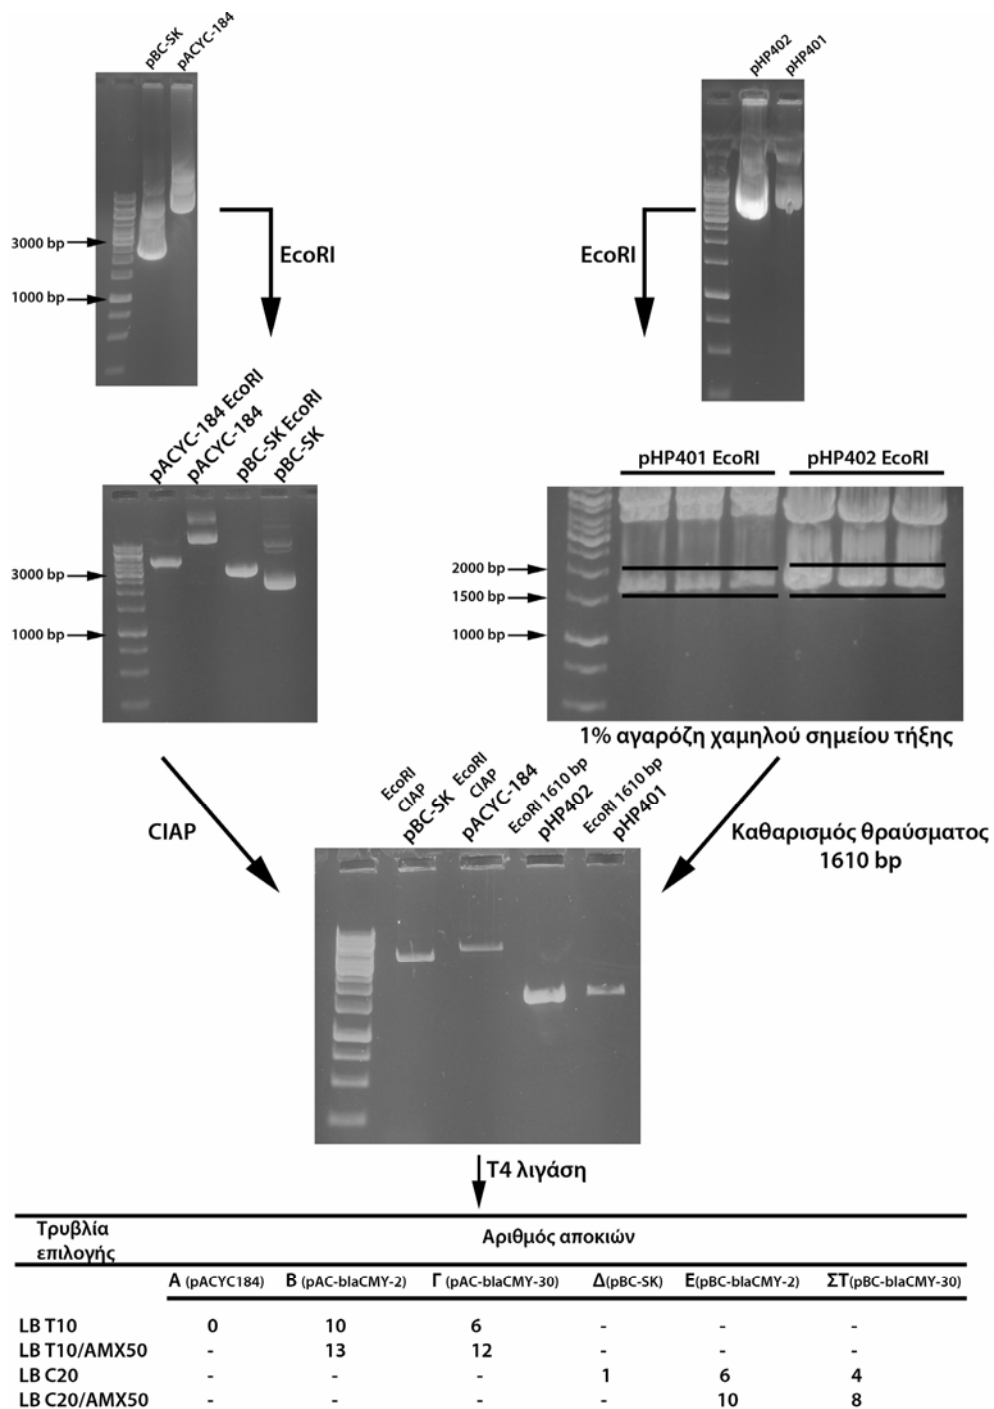 pBC-SK
pACYC-184
pHP402
pHP401
3000 bp
1000 bp
EcoRI
EcoRI
pACYC-184 EcoRI
pACYC-184
pBC-SK EcoRI
pBC-SK
pHP401 EcoRI
pHP402 EcoRI
3000 bp
1000 bp
2000 bp
1500 bp
1000 bp
1% αγαρόζη χαμηλού σημείου τήξης
CIAP
EcoRI
CIAP
pBC-SK
EcoRI
CIAP
pACYC-184
EcoRI 1610 bp
pHP402
EcoRI 1610 bp
pHP401
Καθαρισμός θραύσματος
1610 bp
T4 λιγάση
Τρυβλία
επιλογής
Αριθμός αποκιών
Α (pACYC184) Β (pAC-blaCMY-2) Γ (pAC-blaCMY-30) Δ(pBC-SK) Ε(pBC-blaCMY-2) ΣΤ(pBC-blaCMY-30)
LB T10 0 10 6 - - -
LB T10/AMX50 - 13 12 - - -
LB C20 - - - 1 6 4
LB C20/AMX50 - - - - 10 8